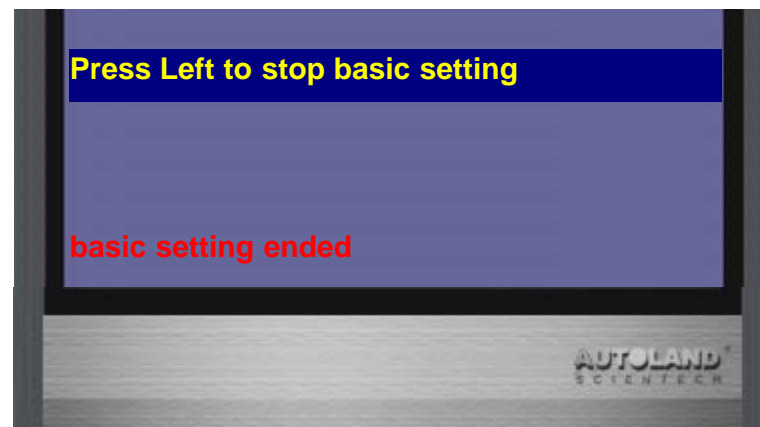 Press Left to stop basic setting
basic setting ended
AUTOLAND
SCIENTECH